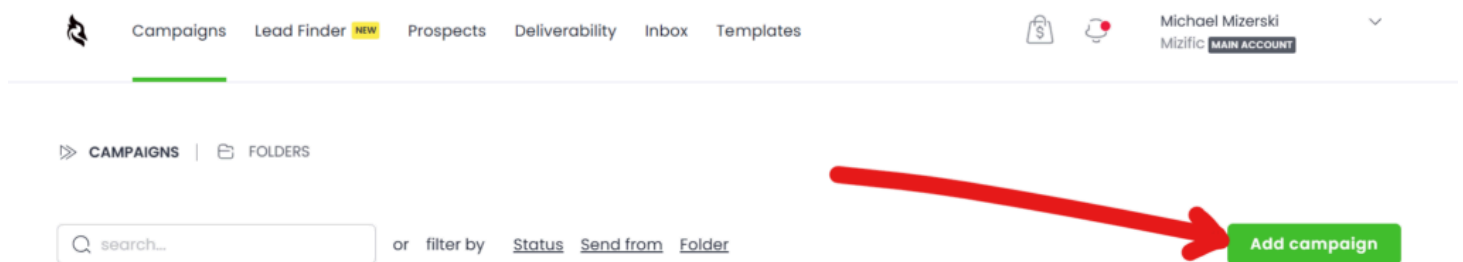 Campaigns Lead Finder NEW Prospects Deliverability Inbox Templates
Michael Mizerski
Mizific MAIN ACCOUNT
CAMPAIGNS | FOLDERS
search... or filter by Status Send from Folder Add campaign